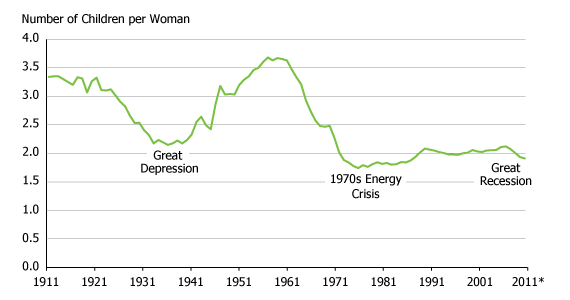 Number of Children per Woman
4.0
3.5
3.0
2.5
2.0
1.5
1.0
0.5
0.0
Great
Depression
1970s Energy
Crisis
Great
Recession
1911 1921 1931 1941 1951 1961 1971 1981 1991 2001 2011*